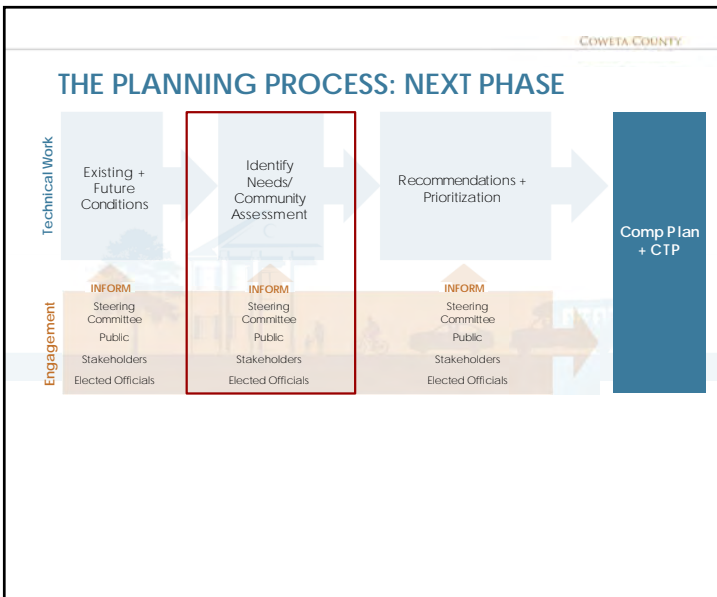 COWETA COUNTY
THE PLANNING PROCESS: NEXT PHASE
Technical Work
Existing +
Future
Conditions
Identify
Needs/
Community
Assessment
Recommendations +
Prioritization
Comp Plan
+ CTP
Engagement
INFORM
Steering
Committee
Public
Stakeholders
Elected Officials
INFORM
Steering
Committee
Public
Stakeholders
Elected Officials
INFORM
Steering
Committee
Public
Stakeholders
Elected Officials